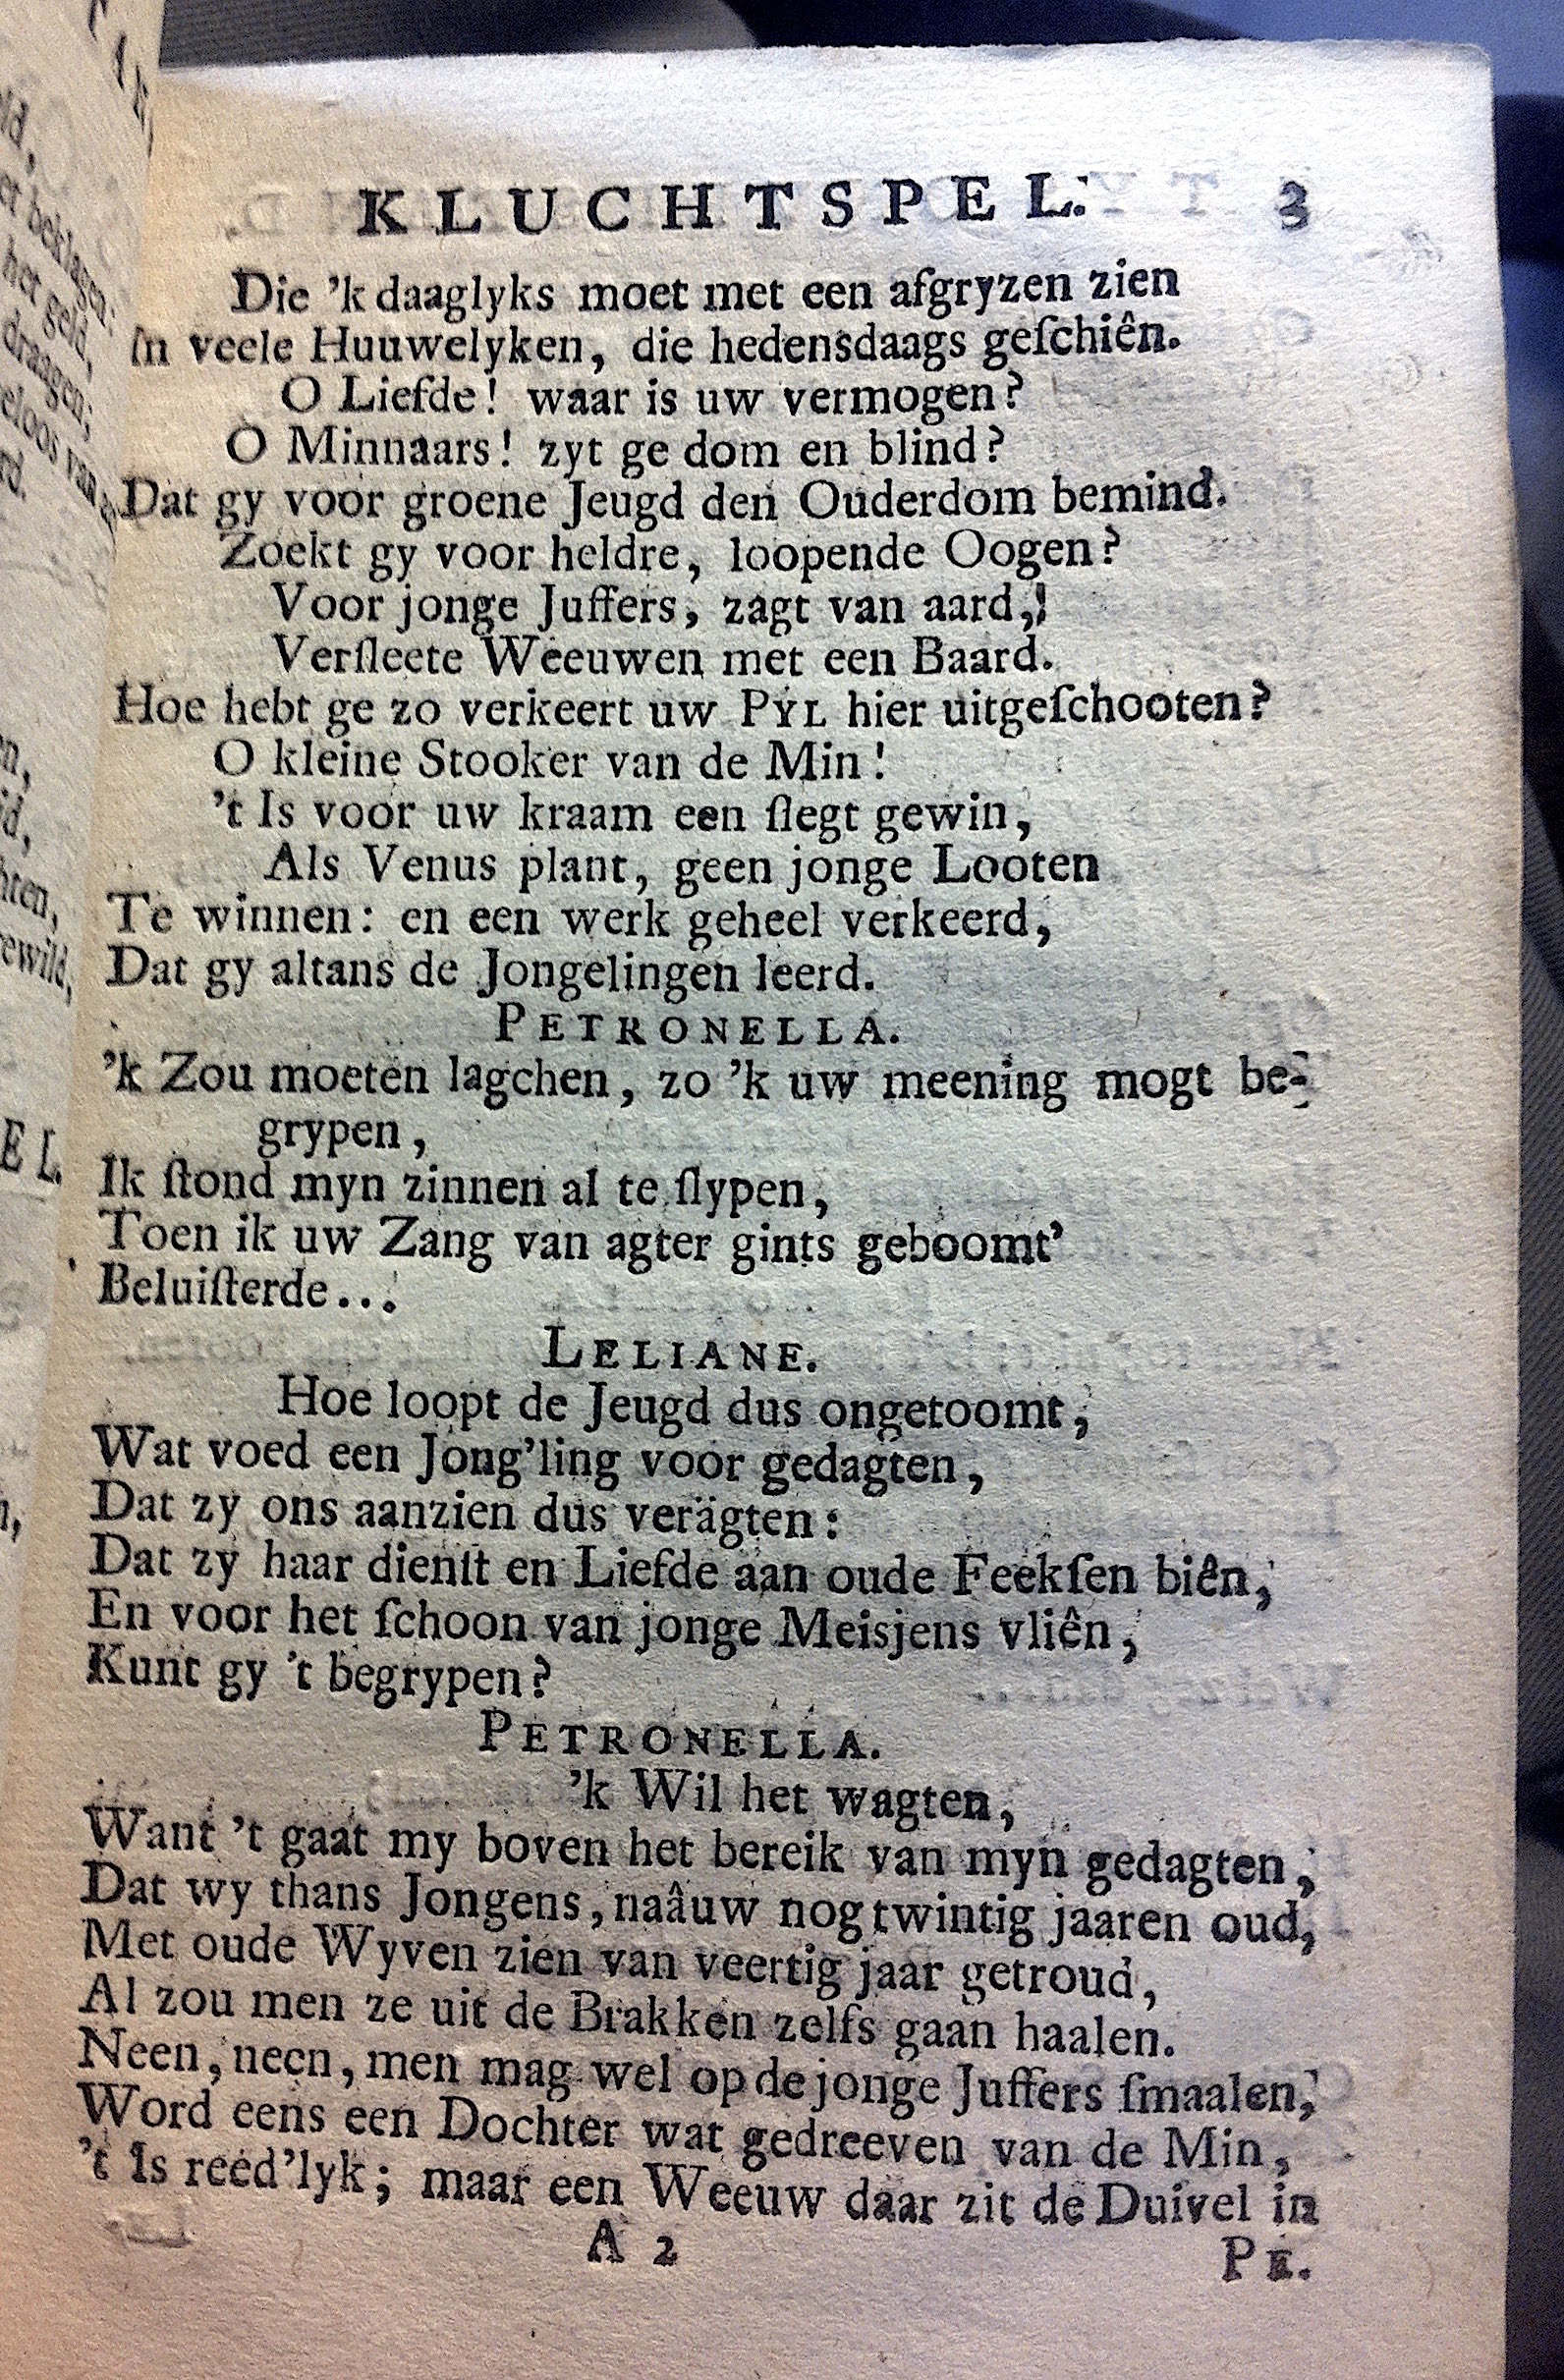 KLUCHTSPEL. 3
Die 'k daaglyks moet met een afgryzen zien
In veele Huuwelyken, die hedensdaags geſchiên.
O Liefde! waar is uw vermogen?
O Minnaars! zyt ge dom en blind?
Dat gy voor groene Jeugd den Ouderdom bemind.
Zoekt gy voor heldre, loopende Oogen?
Voor jonge Juffers, zagt van aard,
Verſleete Weeuwen met een Baard.
Hoe hebt ge zo verkeert uw PYL hier uitgeſchooten?
O kleine Stooker van de Min!
't Is voor uw kraam een ſlegt gewin,
Als Venus plant, geen jonge Looten
Te winnen: en een werk geheel verkeerd,
Dat gy altans de Jongelingen leerd.
PETRONELLA.
'k Zou moeten lagchen, zo 'k uw meening mogt be-
grypen,
Ik ſtond myn zinnen al te ſlypen,
Toen ik uw Zang van agter gints geboomt'
Beluiſterde...
LELIANE.
Hoe loopt de Jeugd dus ongetoomt,
Wat voed een Jong'ling voor gedagten,
Dat zy ons aanzien dus verägten:
Dat zy haar dienſt en Liefde aan oude Feekſen biên,
En voor het ſchoon van jonge Meisjens vliên,
Kunt gy 't begrypen?
PETRONELLA.
'k Wil het wagten,
Want 't gaat my boven het bereik van myn gedagten,
Dat wy thans Jongens, naâuw nog twintig jaaren oud,
Met oude Wyven zien van veertig jaar getroud,
Al zou men ze uit de Brakken zelfs gaan haalen.
Neen, neen, men mag wel op de jonge Juffers ſmaalen,
Word eens een Dochter wat gedreeven van de Min,
't Is reed'lyk; maar een Weeuw daar zit de Duivel in
A 2
PE.